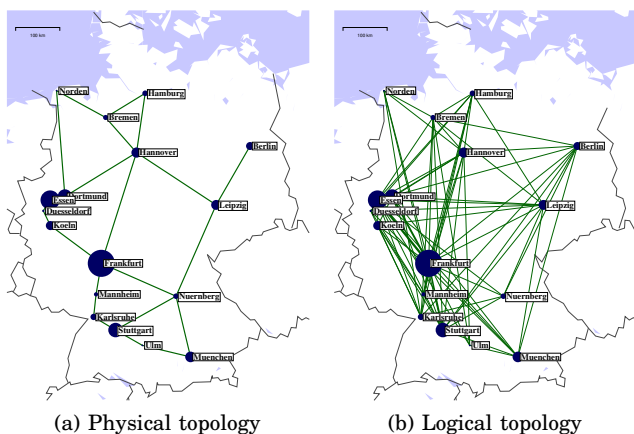 100 km
Norden
Hamburg
Bremen
Hannover
Berlin
Dortmund
Essen
Duesseldorf
Koeln
Leipzig
Frankfurt
Mannheim
Nuernberg
Karlsruhe
Stuttgart
Ulm
Muenchen
(a) Physical topology
100 km
Norden
Hamburg
Bremen
Hannover
Berlin
Dortmund
Essen
Duesseldorf
Koeln
Leipzig
Frankfurt
Mannheim
Nuernberg
Karlsruhe
Stuttgart
Ulm
Muenchen
(b) Logical topology